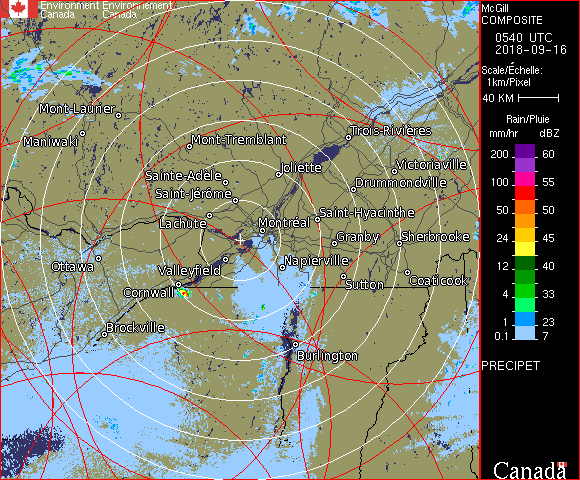 Environment Environnement
Canada Canada
McGill
COMPOSITE
0540 UTC
2018-09-16
Scale/Échelle:
1km/Pixel
40 KM
Rain/Pluie
mm/hr dBZ
200 60
100 55
50 50
24 45
12 40
4 33
1 23
0.1 7
PRECIPET
Canada
Mont-Laurier
Maniwaki
Mont-Tremblant
Trois-Rivières
Joliette
Victoriaville
Sainte-Adèle
Drummondville
Saint-Jérôme
Saint-Hyacinthe
Lachute
Montréal
Granby
Sherbrooke
Ottawa
Valleyfield
Napierville
Coaticook
Sutton
Cornwall
Brockville
Burlington